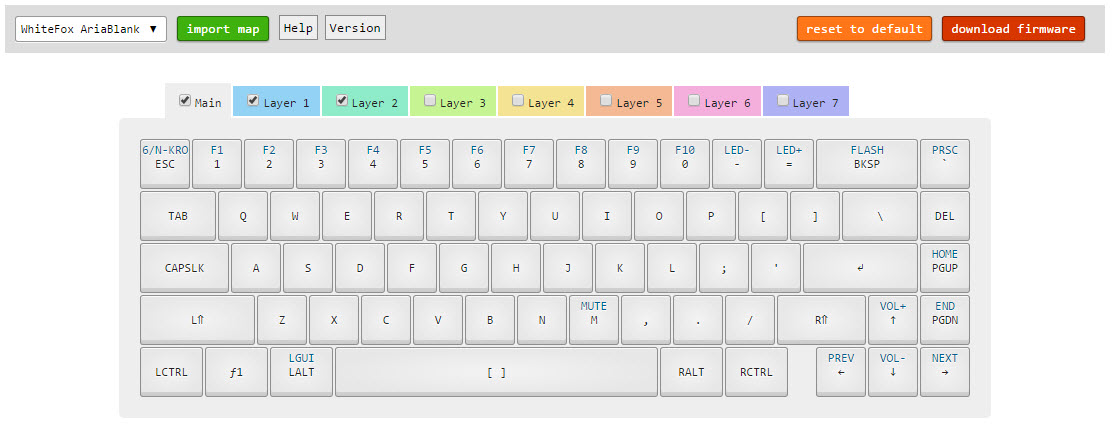 WhiteFox AriaBlank ▼ import map Help Version reset to default download firmware
Main Layer 1 Layer 2 Layer 3 Layer 4 Layer 5 Layer 6 Layer 7
6/N-KRO F1 F2 F3 F4 F5 F6 F7 F8 F9 F10 LED- LED+ FLASH PRSC
ESC 1 2 3 4 5 6 7 8 9 0 - = BKSP `
TAB Q W E R T Y U I O P [ ] \ DEL
HOME
CAPSLK A S D F G H J K L ; ' ↲ PGUP
MUTE VOL+ END
L⇑ Z X C V B N M , . / R⇑ ↑ PGDN
LGUI PREV VOL- NEXT
LCTRL ƒ1 LALT [ ] RALT RCTRL ← ↓ →